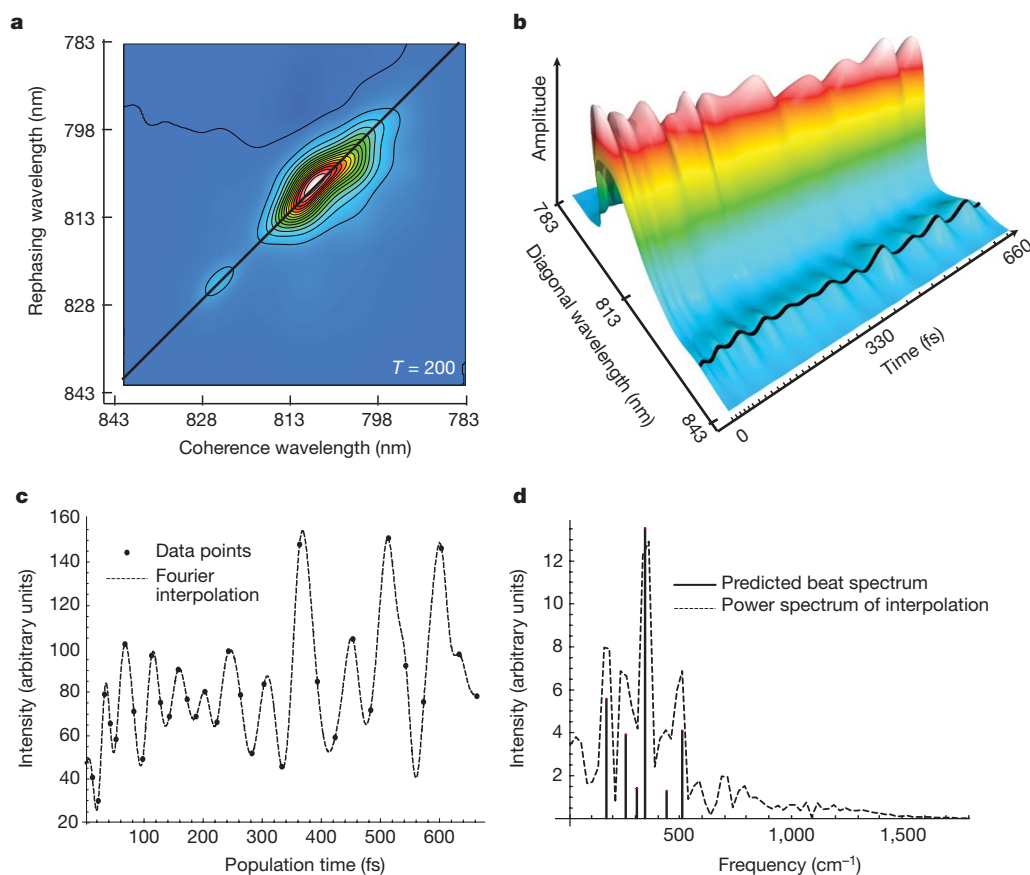 a
783
798
813
828
843
Rephasing wavelength (nm)
T = 200
843
828
813
798
783
Coherence wavelength (nm)
b
Amplitude
783
813
843
Diagonal wavelength (nm)
0
330
660
Time (fs)
c
160
140
120
100
80
60
40
20
Intensity (arbitrary units)
Data points
Fourier
interpolation
100
200
300
400
500
600
Population time (fs)
d
12
10
8
6
4
2
Intensity (arbitrary units)
Predicted beat spectrum
Power spectrum of interpolation
500
1,000
1,500
Frequency (cm⁻¹)